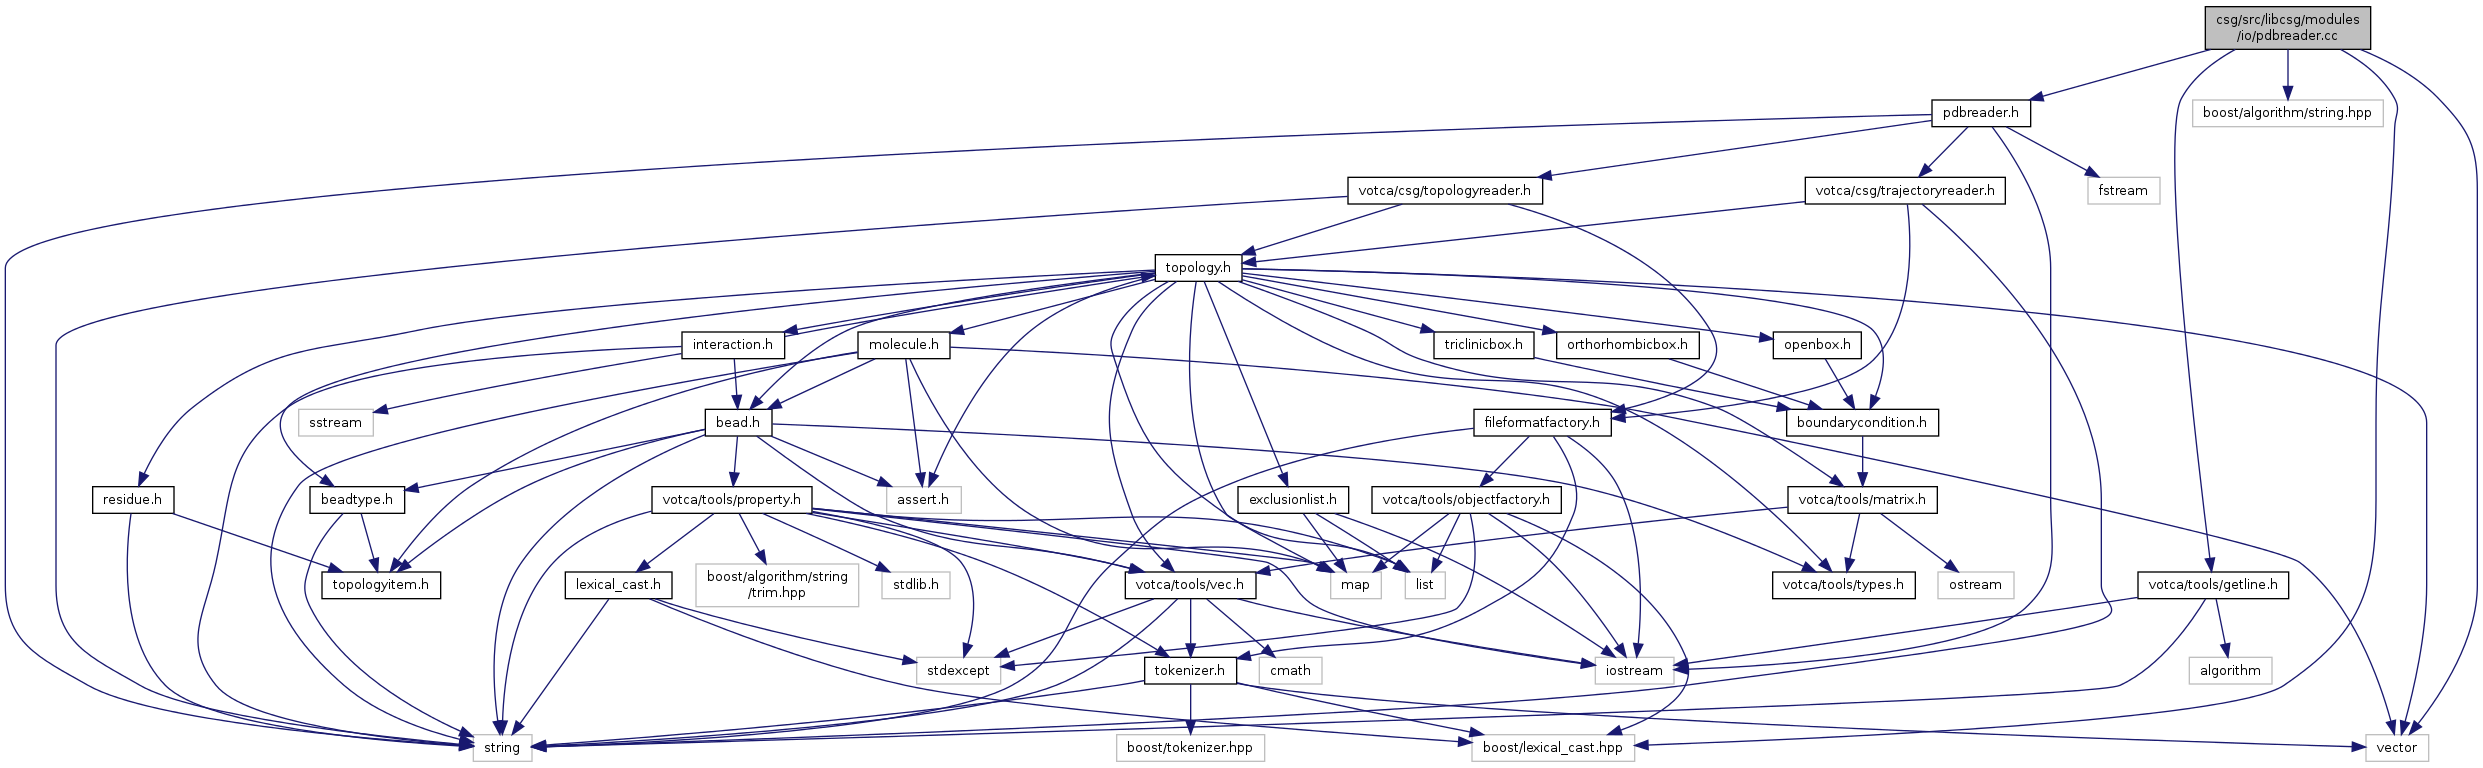 csg/src/libcsg/modules
/io/pdbreader.cc
pdbreader.h
boost/algorithm/string.hpp
votca/csg/topologyreader.h
votca/csg/trajectoryreader.h
fstream
topology.h
interaction.h
molecule.h
triclinicbox.h
orthorhombicbox.h
openbox.h
sstream
bead.h
fileformatfactory.h
boundarycondition.h
residue.h
beadtype.h
votca/tools/property.h
assert.h
exclusionlist.h
votca/tools/objectfactory.h
votca/tools/matrix.h
topologyitem.h
lexical_cast.h
boost/algorithm/string
/trim.hpp
stdlib.h
votca/tools/vec.h
map
list
votca/tools/types.h
ostream
votca/tools/getline.h
stdexcept
tokenizer.h
cmath
iostream
algorithm
string
boost/tokenizer.hpp
boost/lexical_cast.hpp
vector